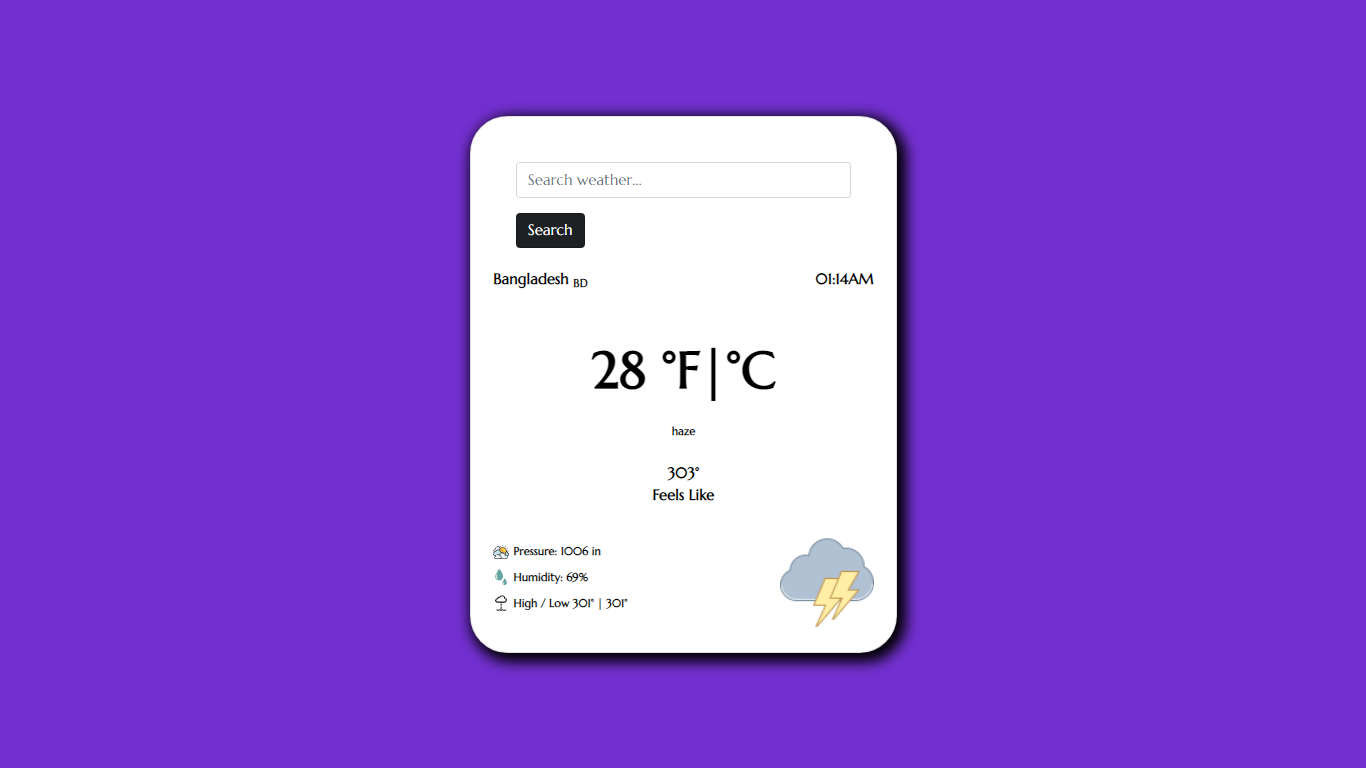 Search weather...
Search
Bangladesh BD
01:14AM
28 °F|°C
haze
303°
Feels Like
Pressure: 1006 in
Humidity: 69%
High / Low 301° | 301°